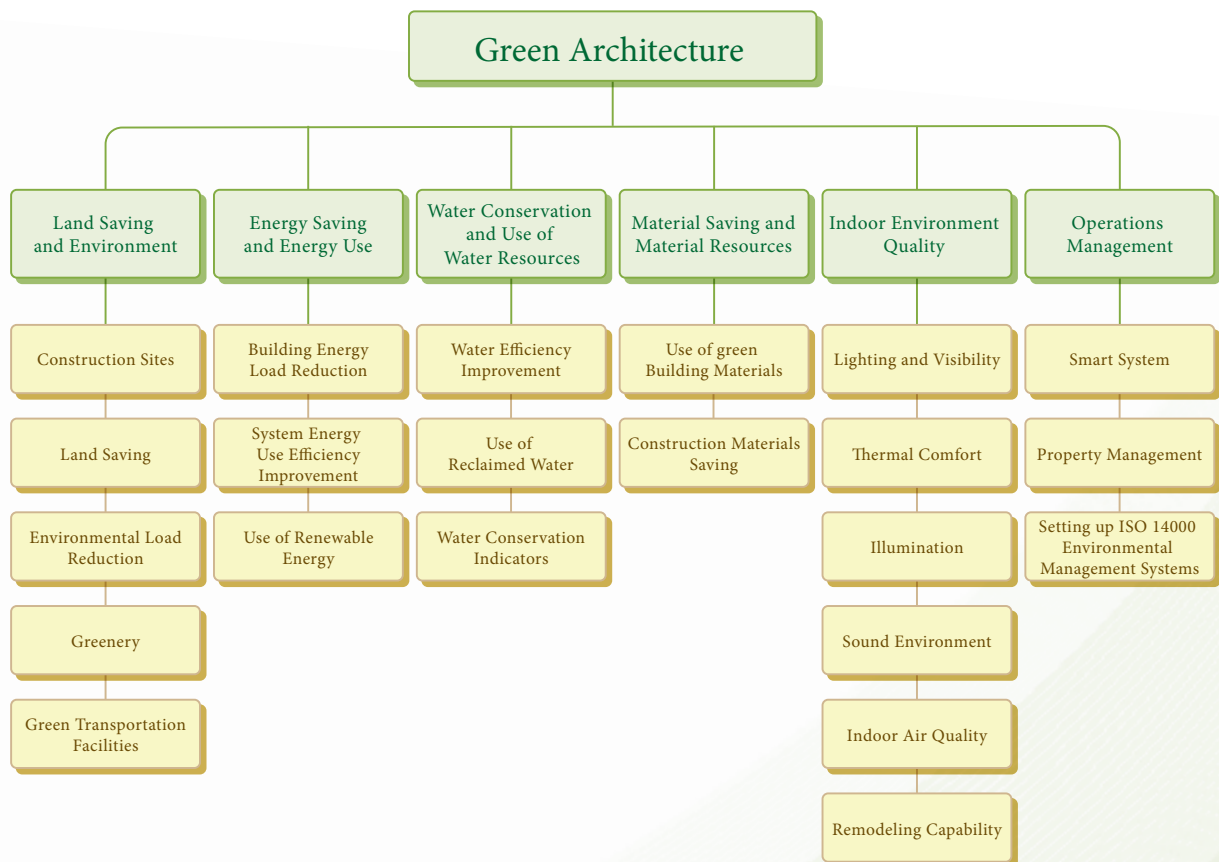 Green Architecture
Land Saving
and Environment
Energy Saving
and Energy Use
Water Conservation
and Use of
Water Resources
Material Saving and
Material Resources
Indoor Environment
Quality
Operations
Management
Construction Sites
Building Energy
Load Reduction
Water Efficiency
Improvement
Use of green
Building Materials
Lighting and Visibility
Smart System
Land Saving
System Energy
Use Efficiency
Improvement
Use of
Reclaimed Water
Construction Materials
Saving
Thermal Comfort
Property Management
Environmental Load
Reduction
Use of Renewable
Energy
Water Conservation
Indicators
Illumination
Setting up ISO 14000
Environmental
Management Systems
Greenery
Sound Environment
Green Transportation
Facilities
Indoor Air Quality
Remodeling Capability